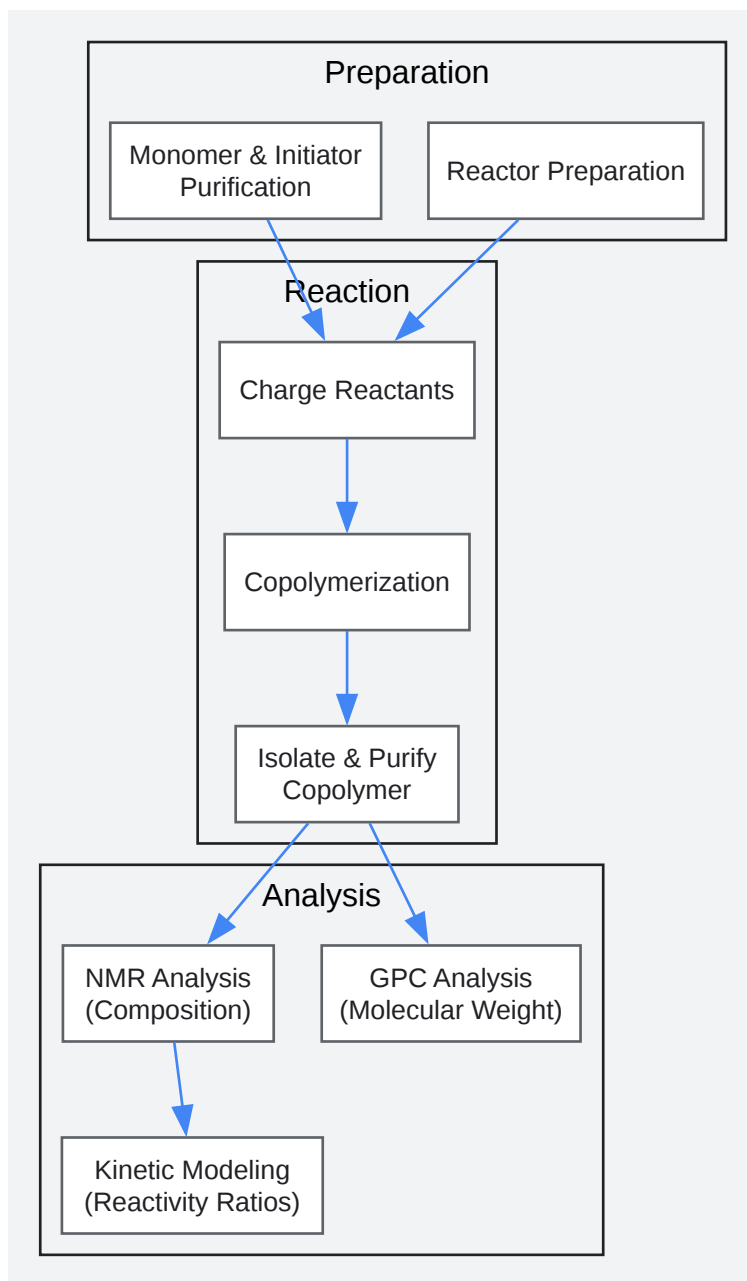 Preparation
Monomer & Initiator
Purification
Reactor Preparation
Reaction
Charge Reactants
Copolymerization
Isolate & Purify
Copolymer
Analysis
NMR Analysis
(Composition)
GPC Analysis
(Molecular Weight)
Kinetic Modeling
(Reactivity Ratios)